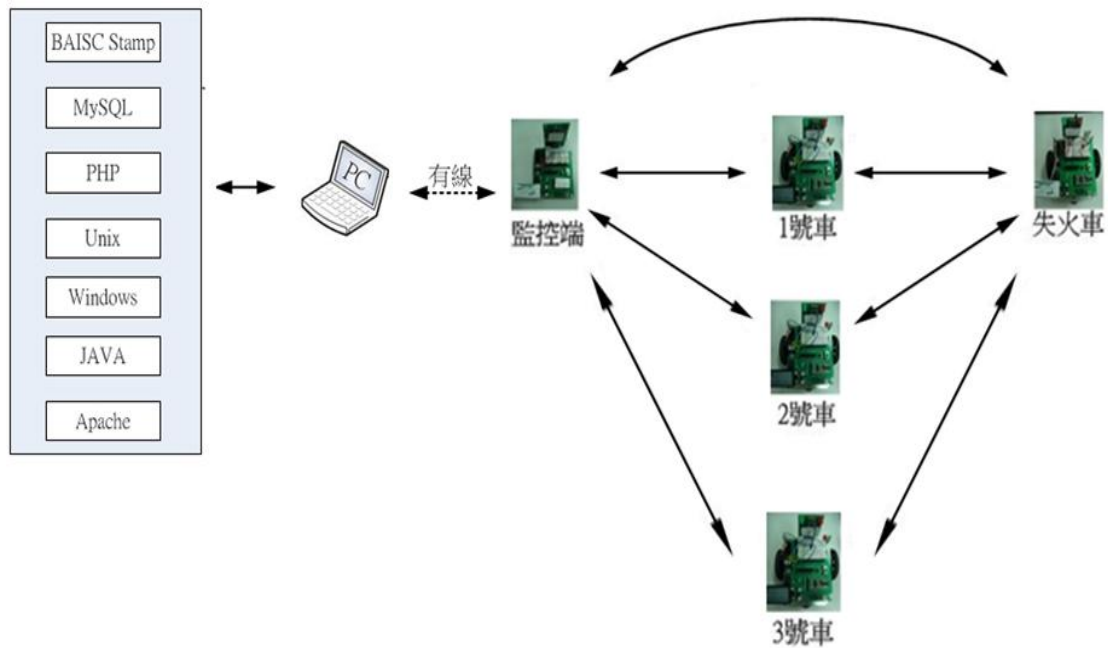 BAISC Stamp
MySQL
PHP
Unix
Windows
JAVA
Apache
PC
有線
監控端
1號車
2號車
3號車
失火車